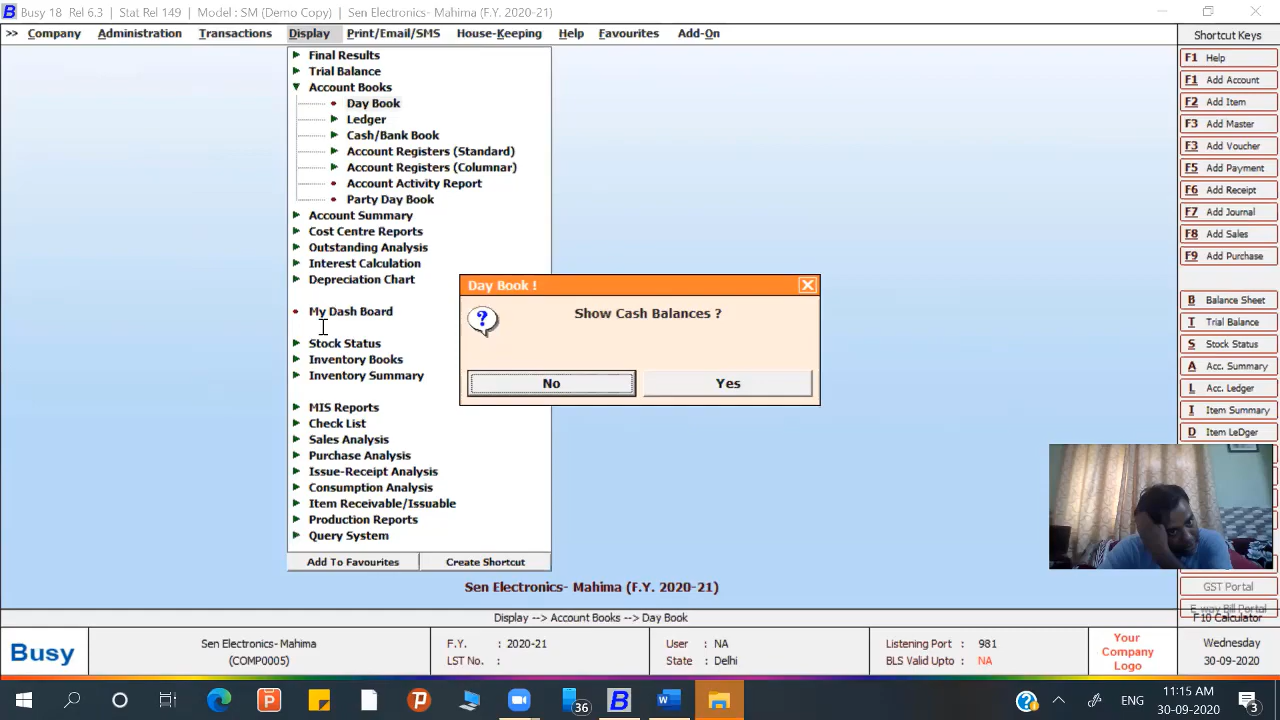 Busy 18 Rel 6.3 | Stat Rel 149 | Model : SM (Demo Copy) | Sen Electronics- Mahima (F.Y. 2020-21)
>> Company Administration Transactions Display Print/Email/SMS House-Keeping Help Favourites Add-On
Shortcut Keys
F1 Help
F1 Add Account
F2 Add Item
F3 Add Master
F3 Add Voucher
F5 Add Payment
F6 Add Receipt
F7 Add Journal
F8 Add Sales
F9 Add Purchase
B Balance Sheet
T Trial Balance
S Stock Status
A Acc. Summary
L Acc. Ledger
I Item Summary
D Item LeDger
GST Portal
E-way Bill Portal
F10 Calculator
Final Results
Trial Balance
Account Books
Day Book
Ledger
Cash/Bank Book
Account Registers (Standard)
Account Registers (Columnar)
Account Activity Report
Party Day Book
Account Summary
Cost Centre Reports
Outstanding Analysis
Interest Calculation
Depreciation Chart
My Dash Board
Stock Status
Inventory Books
Inventory Summary
MIS Reports
Check List
Sales Analysis
Purchase Analysis
Issue-Receipt Analysis
Consumption Analysis
Item Receivable/Issuable
Production Reports
Query System
Add To Favourites Create Shortcut
Day Book !
Show Cash Balances ?
No Yes
Sen Electronics- Mahima (F.Y. 2020-21)
Display --> Account Books --> Day Book
Busy
Sen Electronics- Mahima
(COMP0005)
F.Y. : 2020-21
LST No. :
User : NA
State : Delhi
Listening Port : 981
BLS Valid Upto : NA
Your
Company
Logo
Wednesday
30-09-2020
36
ENG
11:15 AM
30-09-2020
3